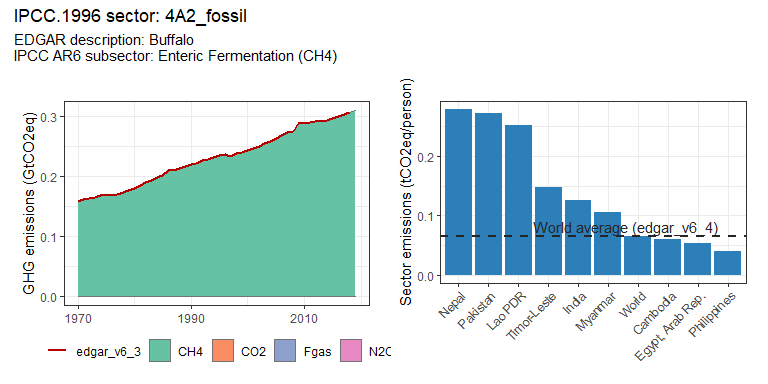 IPCC.1996 sector: 4A2_fossil
EDGAR description: Buffalo
IPCC AR6 subsector: Enteric Fermentation (CH4)
GHG emissions (GtCO2eq)
0.3
0.2
0.1
0.0
1970
1990
2010
edgar_v6_3
CH4
CO2
Fgas
N2O
Sector emissions (tCO2eq/person)
0.2
0.1
0.0
World average (edgar_v6_4)
Nepal
Pakistan
Lao PDR
Timor-Leste
India
Myanmar
World
Cambodia
Egypt, Arab Rep.
Philippines